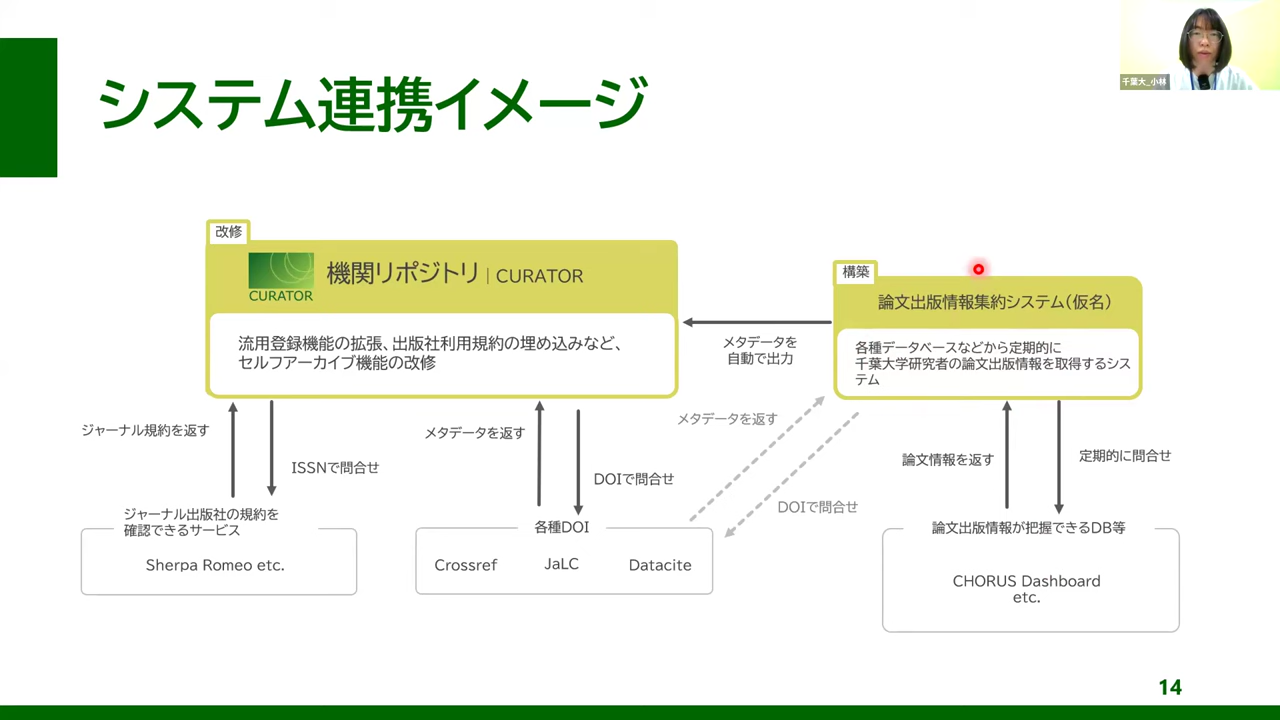 千葉大_小林
システム連携イメージ
改修
CURATOR
機関リポジトリ | CURATOR
流用登録機能の拡張、出版社利用規約の埋め込みなど、
セルフアーカイブ機能の改修
構築
論文出版情報集約システム(仮名)
各種データベースなどから定期的に
千葉大学研究者の論文出版情報を取得するシス
テム
メタデータを
自動で出力
ジャーナル規約を返す
ISSNで問合せ
メタデータを返す
DOIで問合せ
メタデータを返す
DOIで問合せ
論文情報を返す
定期的に問合せ
ジャーナル出版社の規約を
確認できるサービス
Sherpa Romeo etc.
各種DOI
Crossref
JaLC
Datacite
論文出版情報が把握できるDB等
CHORUS Dashboard
etc.
14